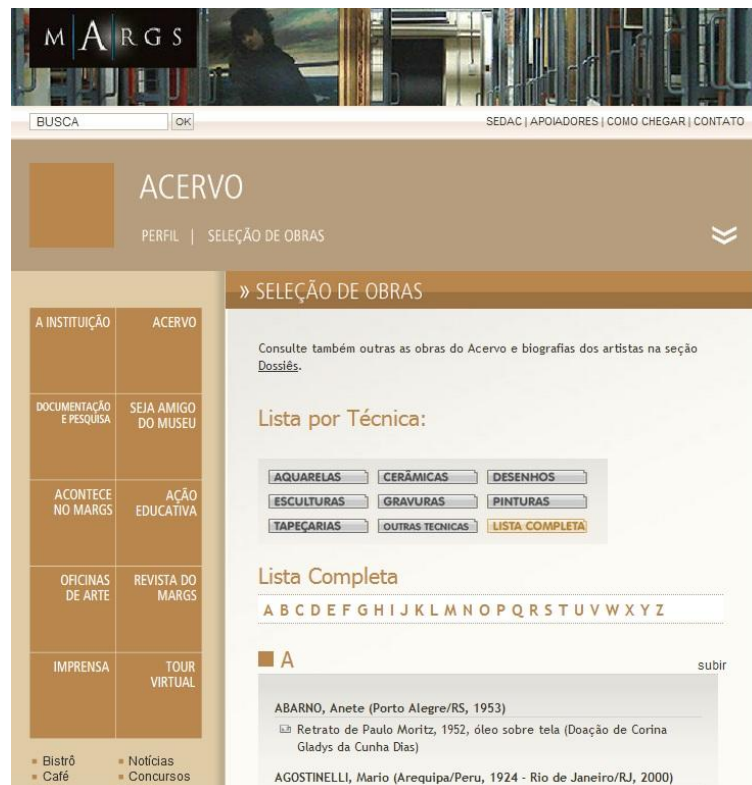 MARGS
BUSCA OK
SEDAC | APOIADORES | COMO CHEGAR | CONTATO
ACERVO
PERFIL | SELEÇÃO DE OBRAS
» SELEÇÃO DE OBRAS
A INSTITUIÇÃO
ACERVO
DOCUMENTAÇÃO
E PESQUISA
SEJA AMIGO
DO MUSEU
ACONTECE
NO MARGS
AÇÃO
EDUCATIVA
OFICINAS
DE ARTE
REVISTA DO
MARGS
IMPRENSA
TOUR
VIRTUAL
Bistrô
Notícias
Café
Concursos
Consulte também outras as obras do Acervo e biografias dos artistas na seção
Dossiês.
Lista por Técnica:
AQUARELAS CERÂMICAS DESENHOS
ESCULTURAS GRAVURAS PINTURAS
TAPEÇARIAS OUTRAS TECNICAS LISTA COMPLETA
Lista Completa
A B C D E F G H I J K L M N O P Q R S T U V W X Y Z
A
subir
ABARNO, Anete (Porto Alegre/RS, 1953)
Retrato de Paulo Moritz, 1952, óleo sobre tela (Doação de Corina
Gladys da Cunha Dias)
AGOSTINELLI, Mario (Arequipa/Peru, 1924 - Rio de Janeiro/RJ, 2000)